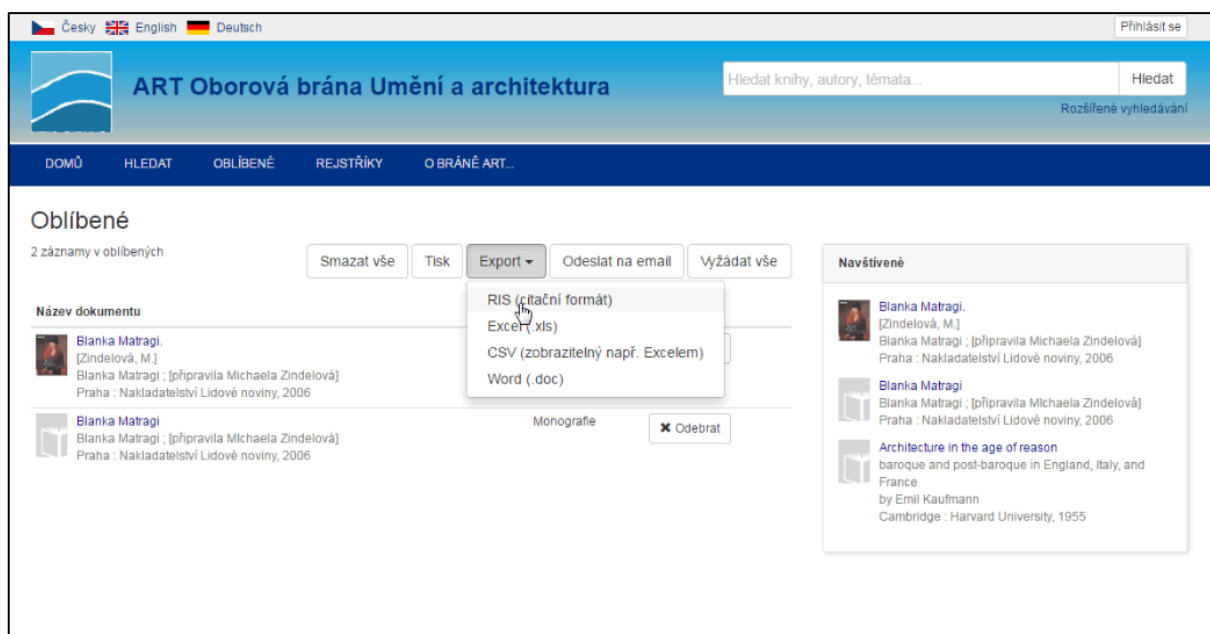 Česky English Deutsch
Přihlásit se
ART Oborová brána Umění a architektura
Hledat knihy, autory, témata...
Hledat
Rozšířené vyhledávání
DOMŮ HLEDAT OBLÍBENÉ REJSTŘÍKY O BRÁNĚ ART...
Oblíbené
2 záznamy v oblíbených
Smazat vše Tisk Export Odeslat na email Vyžádat vše
RIS (citační formát)
Excel (.xls)
CSV (zobrazitelný např. Excelem)
Word (.doc)
Název dokumentu
Blanka Matragi.
[Zindelová, M.]
Blanka Matragi ; [připravila Michaela Zindelová]
Praha : Nakladatelství Lidové noviny, 2006
Blanka Matragi
Blanka Matragi ; [připravila MIchaela Zindelová]
Praha : Nakladatelství Lidové noviny, 2006
Monografie
Odebrat
Navštívené
Blanka Matragi.
[Zindelová, M.]
Blanka Matragi ; [připravila Michaela Zindelová]
Praha : Nakladatelství Lidové noviny, 2006
Blanka Matragi
Blanka Matragi ; [připravila MIchaela Zindelová]
Praha : Nakladatelství Lidové noviny, 2006
Architecture in the age of reason
baroque and post-baroque in England, Italy, and
France
by Emil Kaufmann
Cambridge : Harvard University, 1955